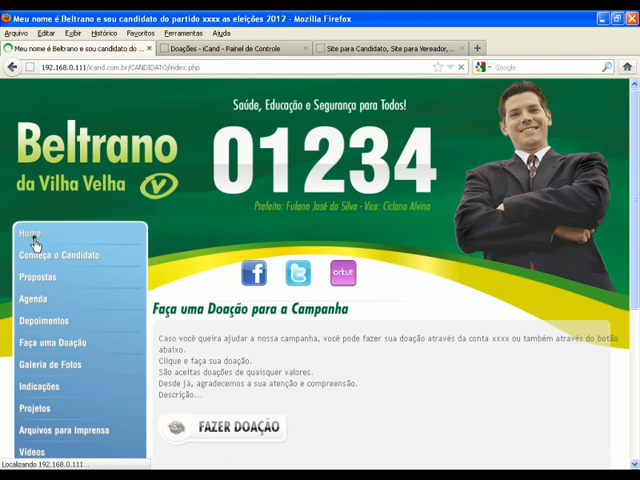 Meu nome é Beltrano e sou candidato do partido xxxx as eleições 2012 - Mozilla Firefox
Arquivo Editar Exibir Histórico Favoritos Ferramentas Ajuda
Meu nome é Beltrano e sou candidato do ...
Doações - iCand - Painel de Controle
Site para Candidato, Site para Vereador,...
192.168.0.111/icand.com.br/CANDIDATO/index.php
Google
Saúde, Educação e Segurança para Todos!
Beltrano
da Vilha Velha
V
01234
Prefeito: Fulano José da Silva - Vice: Ciclano Alvino
Home
Conheça o Candidato
Propostas
Agenda
Depoimentos
Faça uma Doação
Galeria de Fotos
Indicações
Projetos
Arquivos para Imprensa
Vídeos
orkut
Faça uma Doação para a Campanha
Caso você queira ajudar a nossa campanha, você pode fazer sua doação através da conta xxxx ou também através do botão
abaixo.
Clique e faça sua doação.
São aceitas doações de quaisquer valores.
Desde já, agradecemos a sua atenção e compreensão.
Descrição...
FAZER DOAÇÃO
Localizando 192.168.0.111...